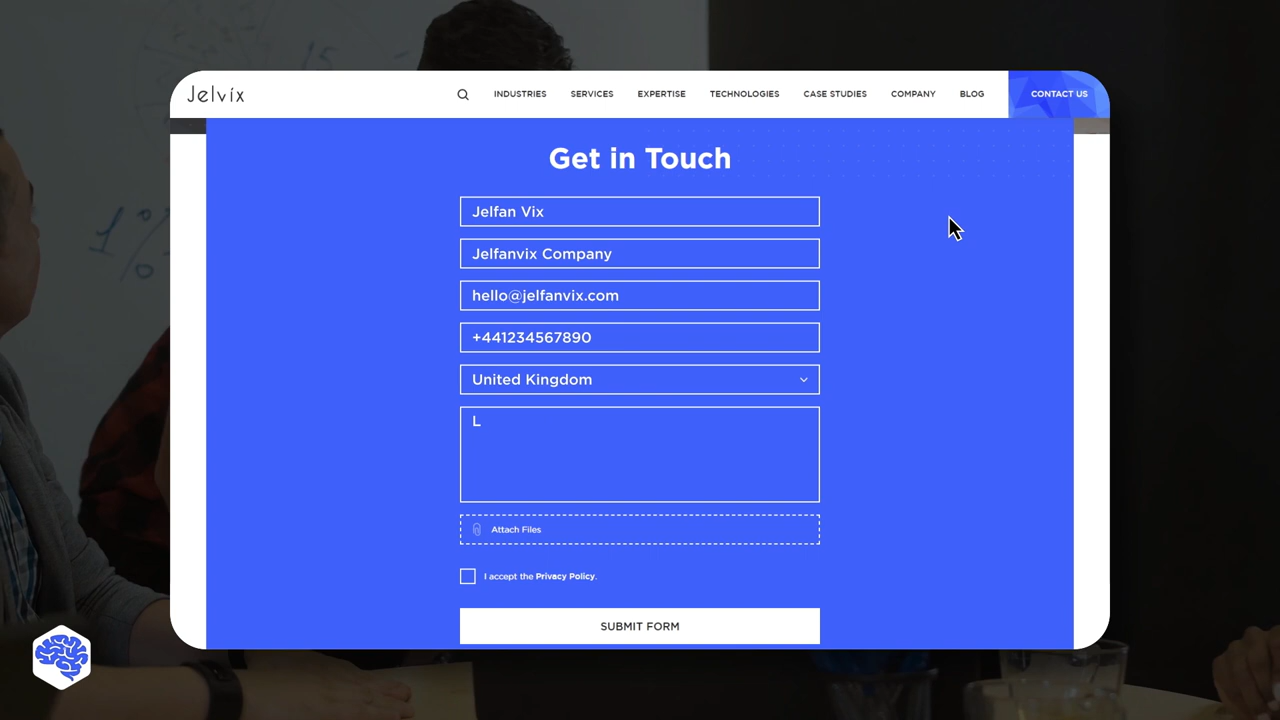 Jelvix
INDUSTRIES SERVICES EXPERTISE TECHNOLOGIES CASE STUDIES COMPANY BLOG CONTACT US
Get in Touch
Jelfan Vix
Jelfanvix Company
hello@jelfanvix.com
+441234567890
United Kingdom
L
Attach Files
I accept the Privacy Policy.
SUBMIT FORM
1%